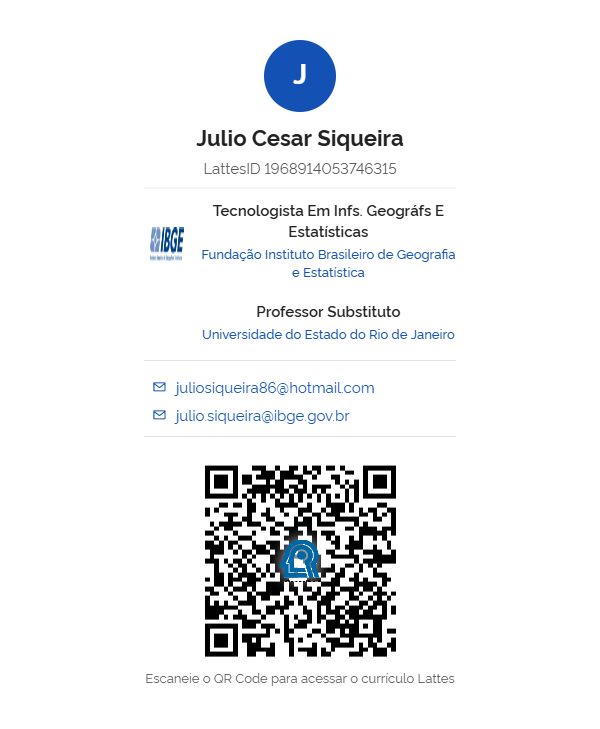 J
Julio Cesar Siqueira
LattesID 1968914053746315
Tecnologista Em Infs. Geográfs E
Estatísticas
IBGE
Fundação Instituto Brasileiro de Geografia
e Estatística
Professor Substituto
Universidade do Estado do Rio de Janeiro
juliosiqueira86@hotmail.com
julio.siqueira@ibge.gov.br
Escaneie o QR Code para acessar o currículo Lattes